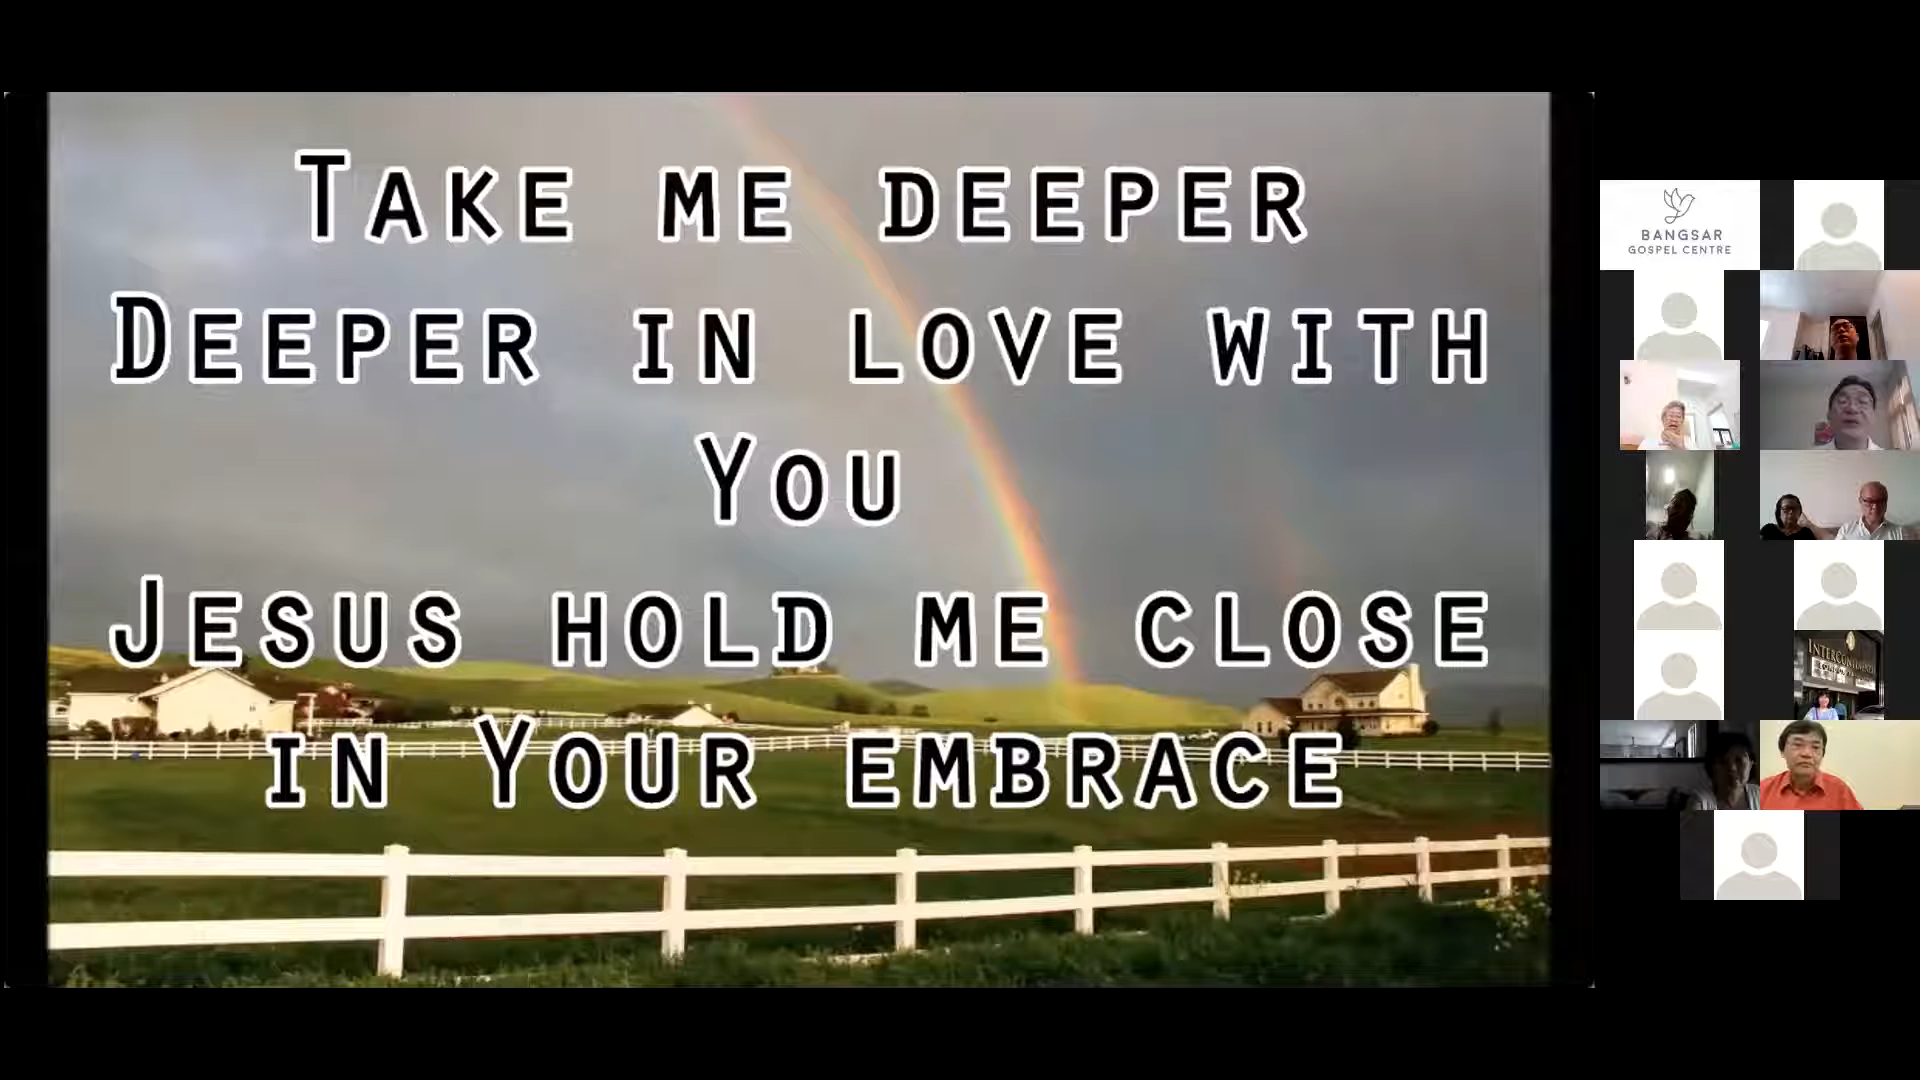 Take me deeper
Deeper in love with
You
Jesus hold me close
in Your embrace
BANGSAR
GOSPEL CENTRE